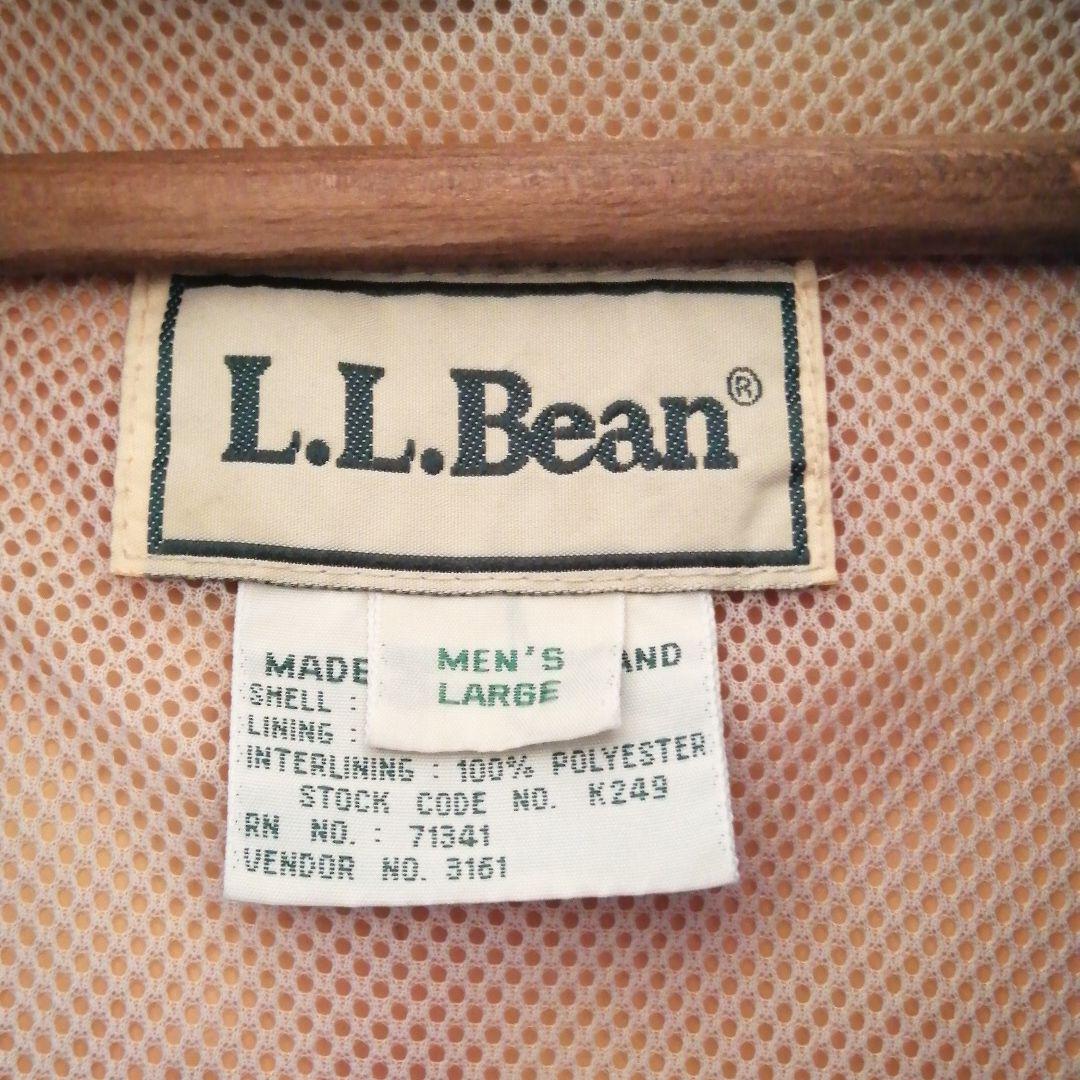 L.L.Bean®
MEN'S
LARGE
MADE AND
SHELL :
LINING :
INTERLINING : 100% POLYESTER
STOCK CODE NO. K249
RN NO. : 71341
VENDOR NO. 3161